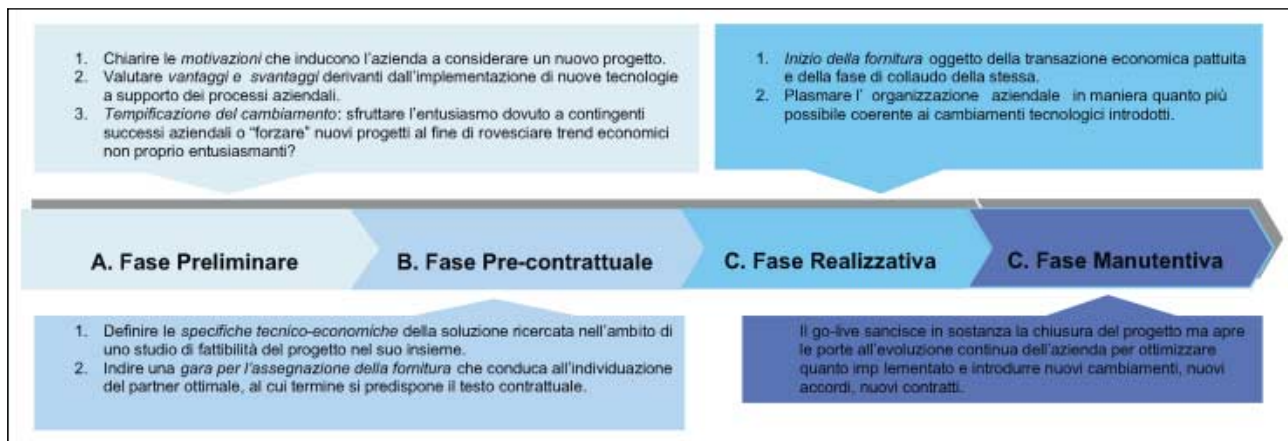 1. Chiarire le motivazioni che inducono l'azienda a considerare un nuovo progetto.
2. Valutare vantaggi e svantaggi derivanti dall'implementazione di nuove tecnologie
a supporto dei processi aziendali.
3. Tempificazione del cambiamento: sfruttare l'entusiasmo dovuto a contingenti
successi aziendali o "forzare" nuovi progetti al fine di rovesciare trend economici
non proprio entusiasmanti?
1. Inizio della fornitura oggetto della transazione economica pattuita
e della fase di collaudo della stessa.
2. Plasmare l' organizzazione aziendale in maniera quanto più
possibile coerente ai cambiamenti tecnologici introdotti.
A. Fase Preliminare
B. Fase Pre-contrattuale
C. Fase Realizzativa
C. Fase Manutentiva
1. Definire le specifiche tecnico-economiche della soluzione ricercata nell'ambito di
uno studio di fattibilità del progetto nel suo insieme.
2. Indire una gara per l'assegnazione della fornitura che conduca all'individuazione
del partner ottimale, al cui termine si predispone il testo contrattuale.
Il go-live sancisce in sostanza la chiusura del progetto ma apre
le porte all'evoluzione continua dell'azienda per ottimizzare
quanto imp lementato e introdurre nuovi cambiamenti, nuovi
accordi, nuovi contratti.